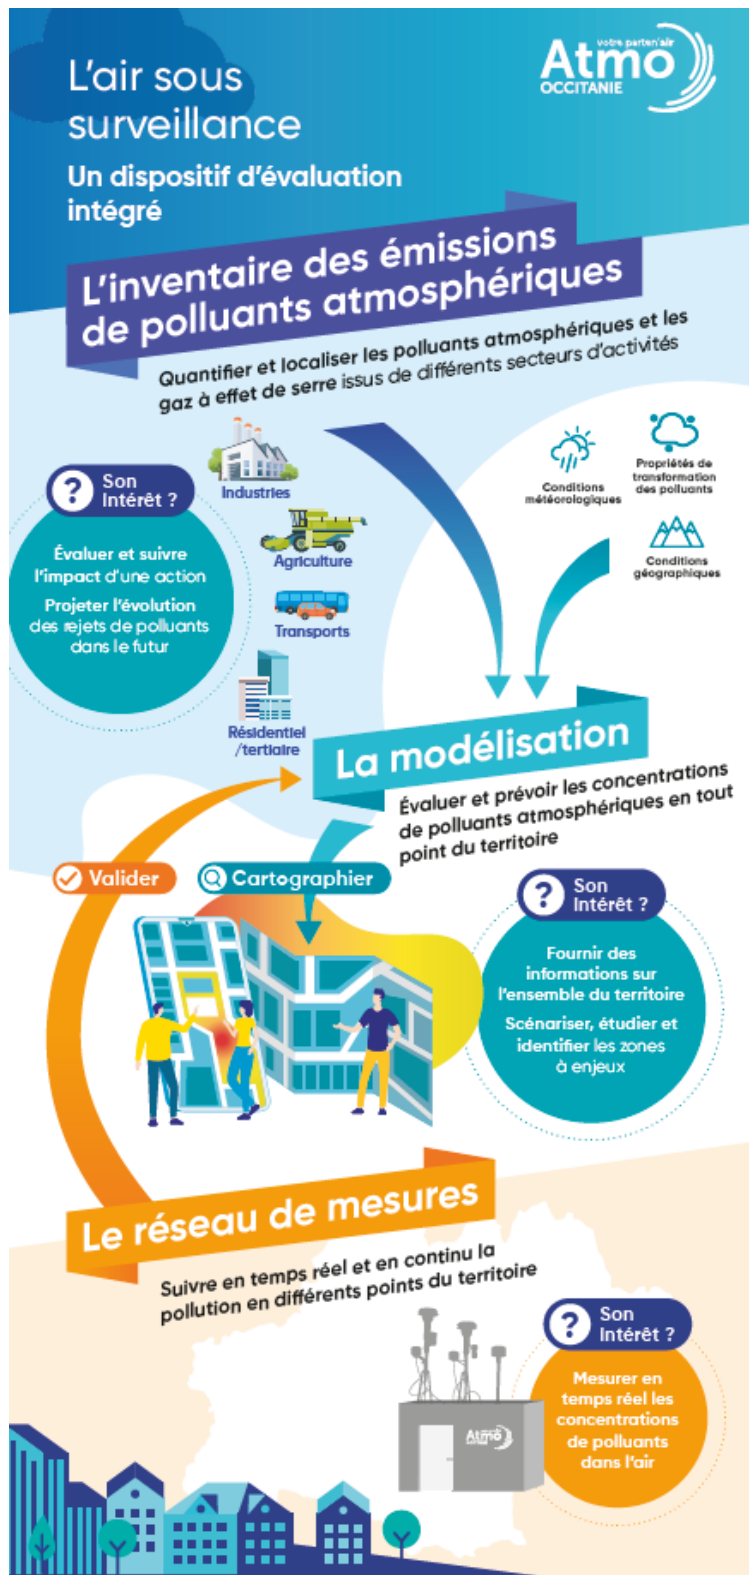 L'air sous
surveillance
Un dispositif d'évaluation
intégré
votre parten'air
Atmo
OCCITANIE
L'inventaire des émissions
de polluants atmosphériques
Quantifier et localiser les polluants atmosphériques et les
gaz à effet de serre issus de différents secteurs d'activités
Industries
Agriculture
Transports
Résidentiel
/tertiaire
? Son
Intérêt ?
Évaluer et suivre
l'impact d'une action
Projeter l'évolution
des rejets de polluants
dans le futur
Conditions
météorologiques
Propriétés de
transformation
des polluants
Conditions
géographiques
La modélisation
Évaluer et prévoir les concentrations
de polluants atmosphériques en tout
point du territoire
Valider
Cartographier
? Son
Intérêt ?
Fournir des
informations sur
l'ensemble du territoire
Scénariser, étudier et
identifier les zones
à enjeux
Le réseau de mesures
Suivre en temps réel et en continu la
pollution en différents points du territoire
? Son
Intérêt ?
Mesurer en
temps réel les
concentrations
de polluants
dans l'air
Atmo